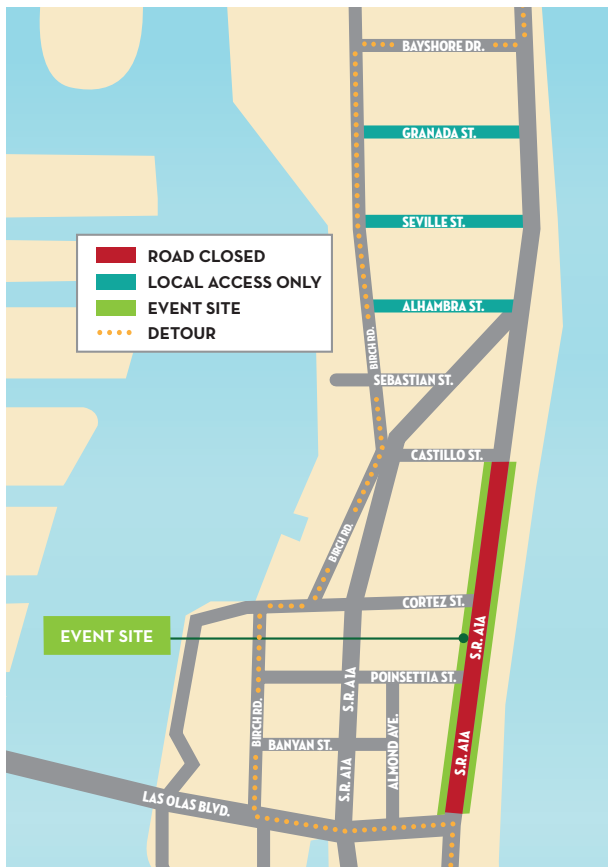 BAYSHORE DR.
GRANADA ST.
SEVILLE ST.
ROAD CLOSED
LOCAL ACCESS ONLY
EVENT SITE
DETOUR
ALHAMBRA ST.
BIRCH RD.
SEBASTIAN ST.
CASTILLO ST.
BIRCH RD.
CORTEZ ST.
EVENT SITE
S.R. A1A
POINSETTIA ST.
S.R. A1A
BIRCH RD.
BANYAN ST.
ALMOND AVE.
S.R. A1A
S.R. A1A
LAS OLAS BLVD.